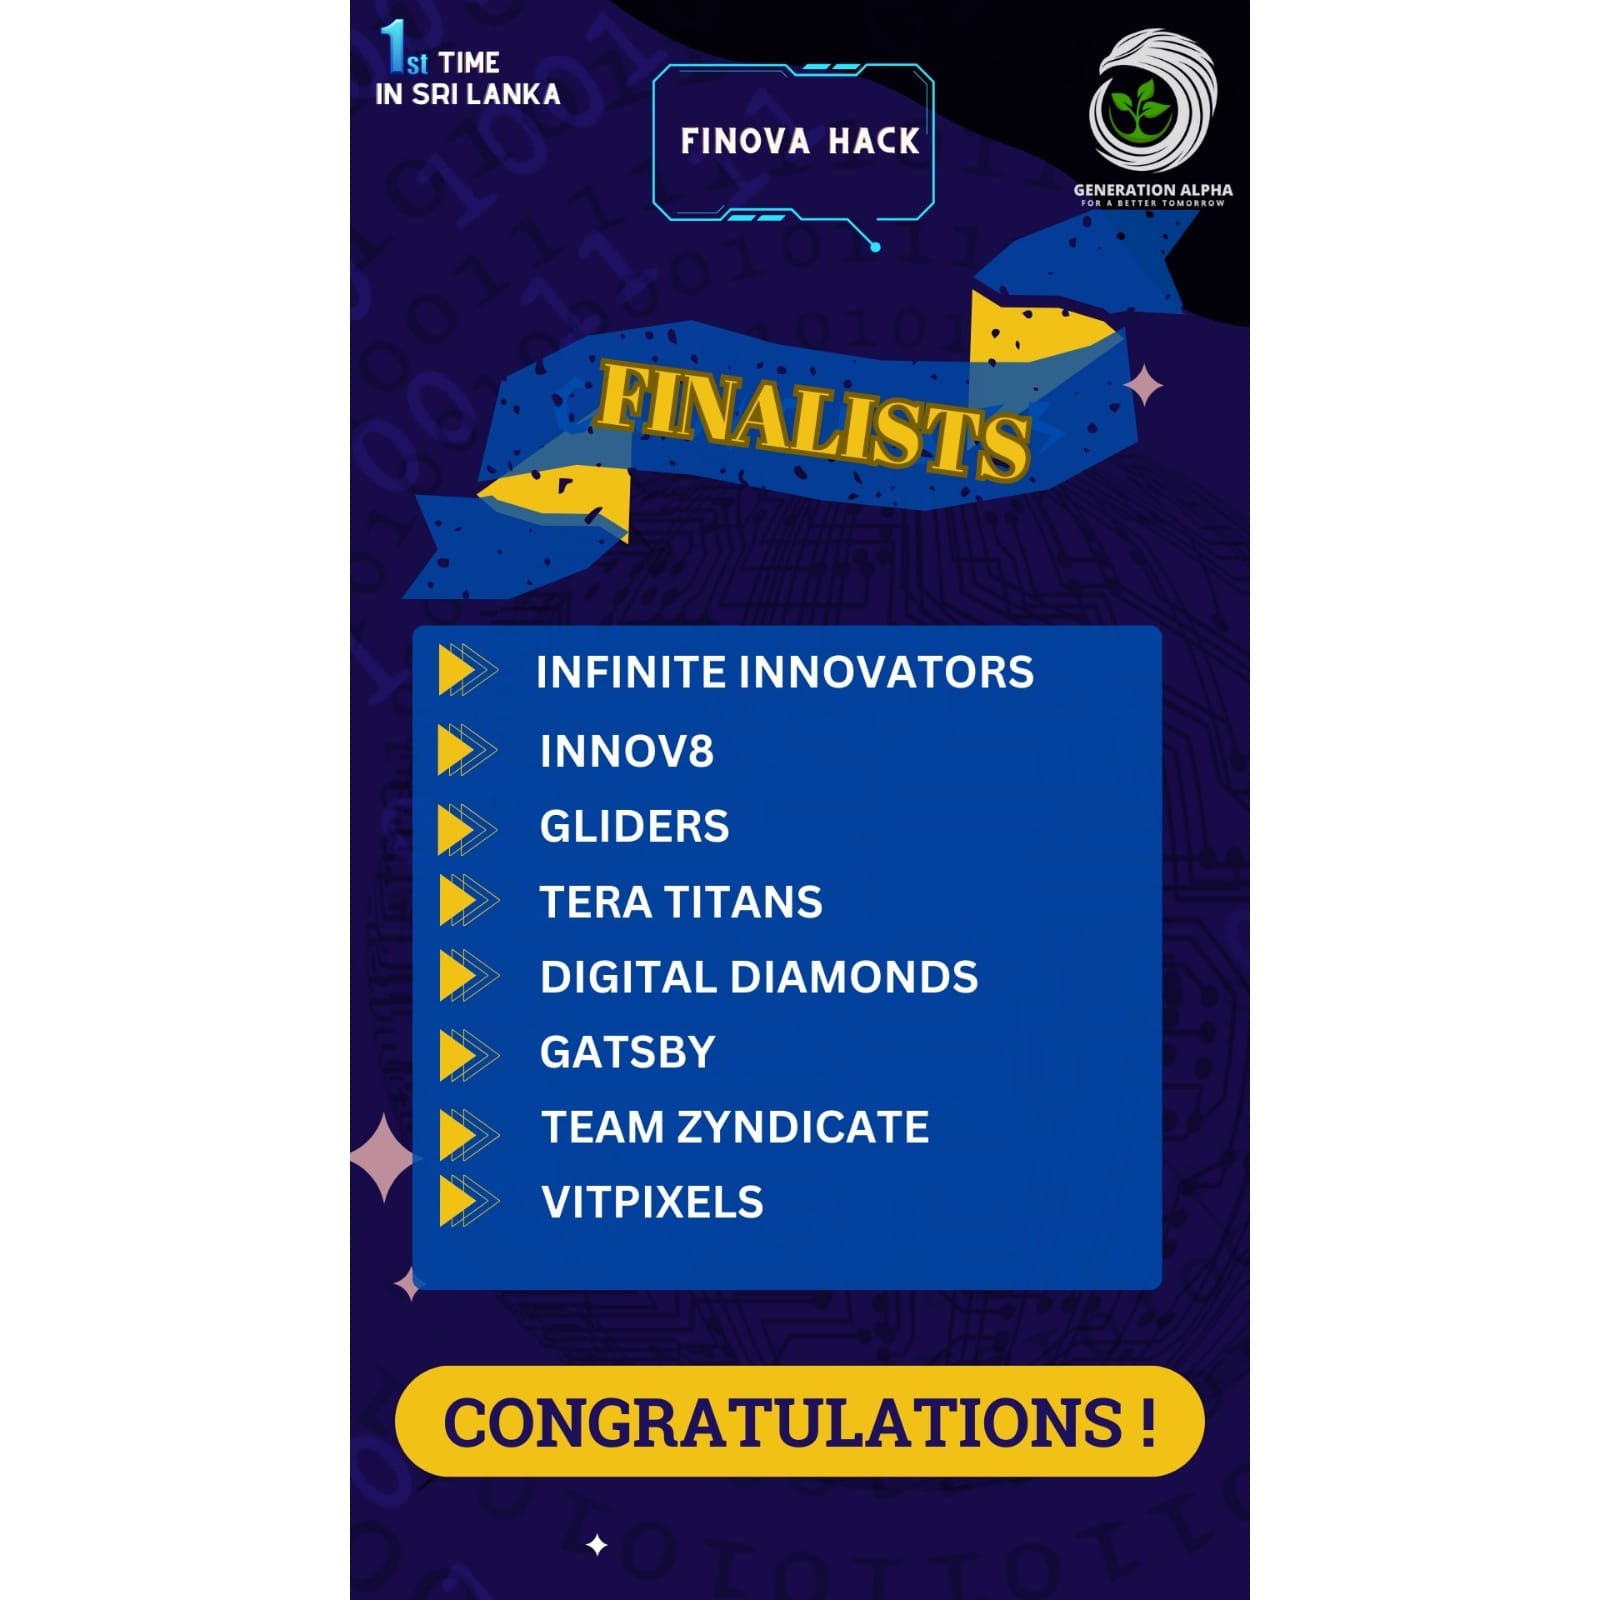 1st TIME
IN SRI LANKA
FINOVA HACK
GENERATION ALPHA
FOR A BETTER TOMORROW
FINALISTS
INFINITE INNOVATORS
INNOV8
GLIDERS
TERA TITANS
DIGITAL DIAMONDS
GATSBY
TEAM ZYNDICATE
VITPIXELS
CONGRATULATIONS !